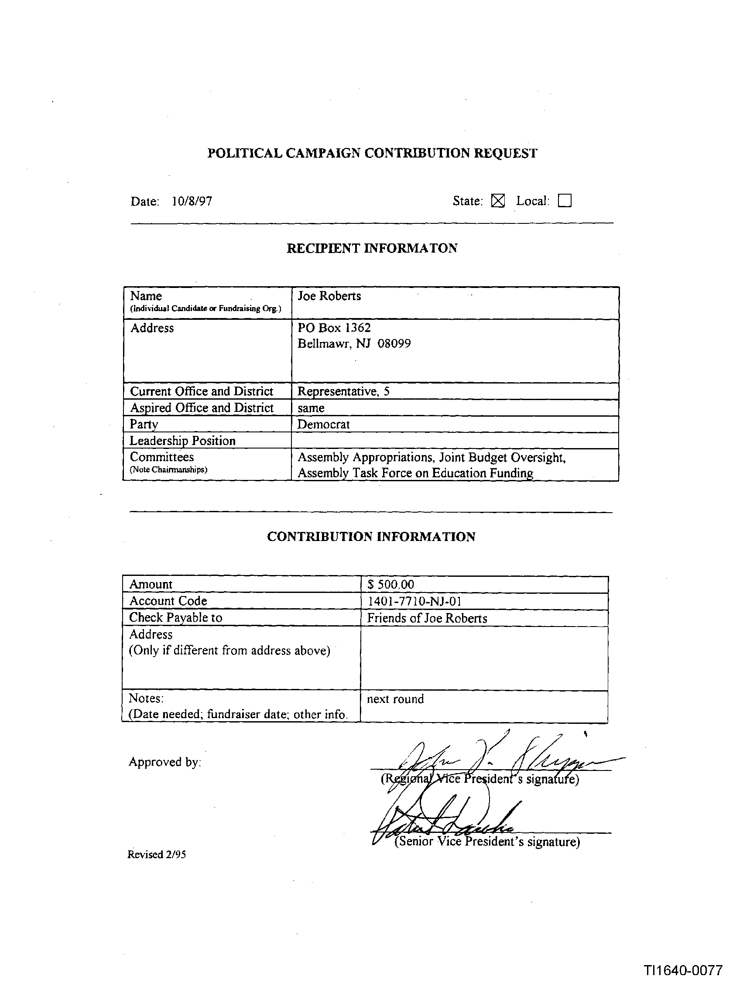 POLITICAL CAMPAIGN CONTRIBUTION REQUEST
Date: 10/8/97 State: ☒ Local: ☐
RECIPIENT INFORMATON
Name Joe Roberts
(Individual Candidate or Fundraising Org.)
Address PO Box 1362
Bellmawr, NJ 08099
Current Office and District Representative, 5
Aspired Office and District same
Party Democrat
Leadership Position
Committees Assembly Appropriations, Joint Budget Oversight,
(Note Chairmanships) Assembly Task Force on Education Funding
CONTRIBUTION INFORMATION
Amount $ 500.00
Account Code 1401-7710-NJ-01
Check Payable to Friends of Joe Roberts
Address
(Only if different from address above)
Notes: next round
(Date needed; fundraiser date; other info.
Approved by:
(Regional Vice President's signature)
(Senior Vice President's signature)
Revised 2/95
TI1640-0077